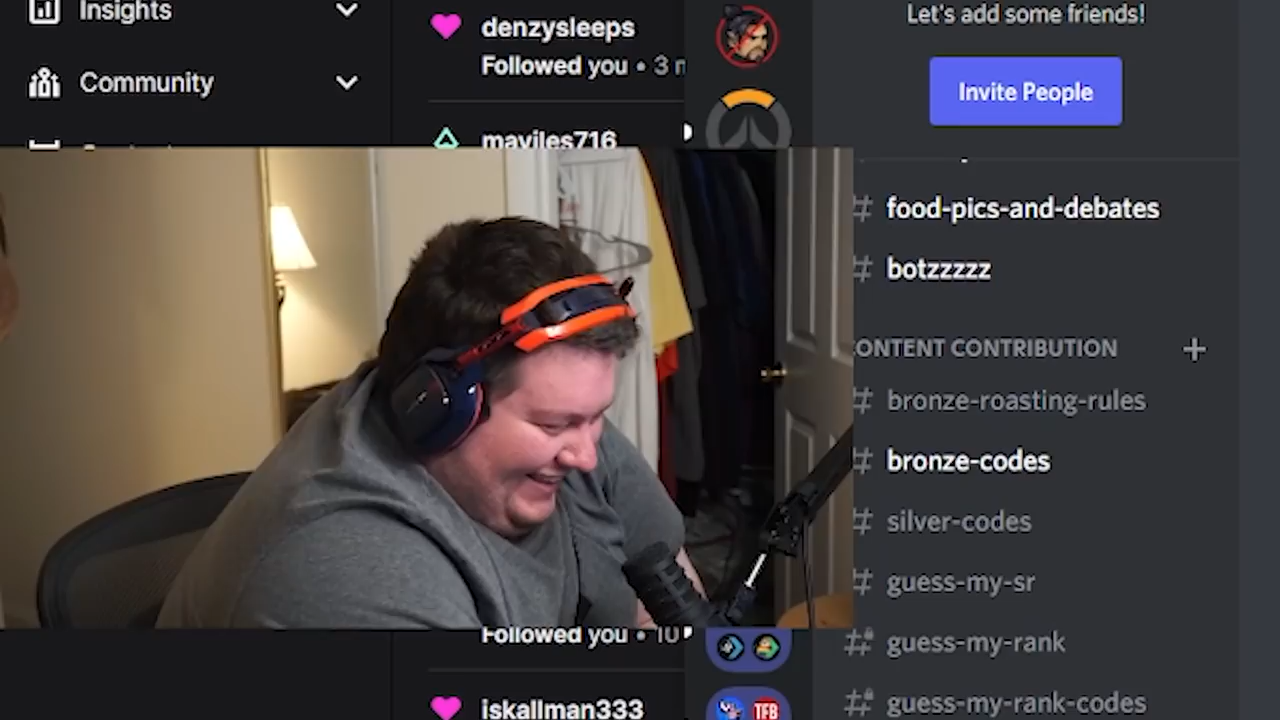 Insights
Community
denzysleeps
Followed you • 3
maviles716
Followed you • 10
iskallman333
TFB
Let's add some friends!
Invite People
# food-pics-and-debates
# botzzzzz
ONTENT CONTRIBUTION +
# bronze-roasting-rules
# bronze-codes
# silver-codes
# guess-my-sr
# guess-my-rank
# guess-my-rank-codes